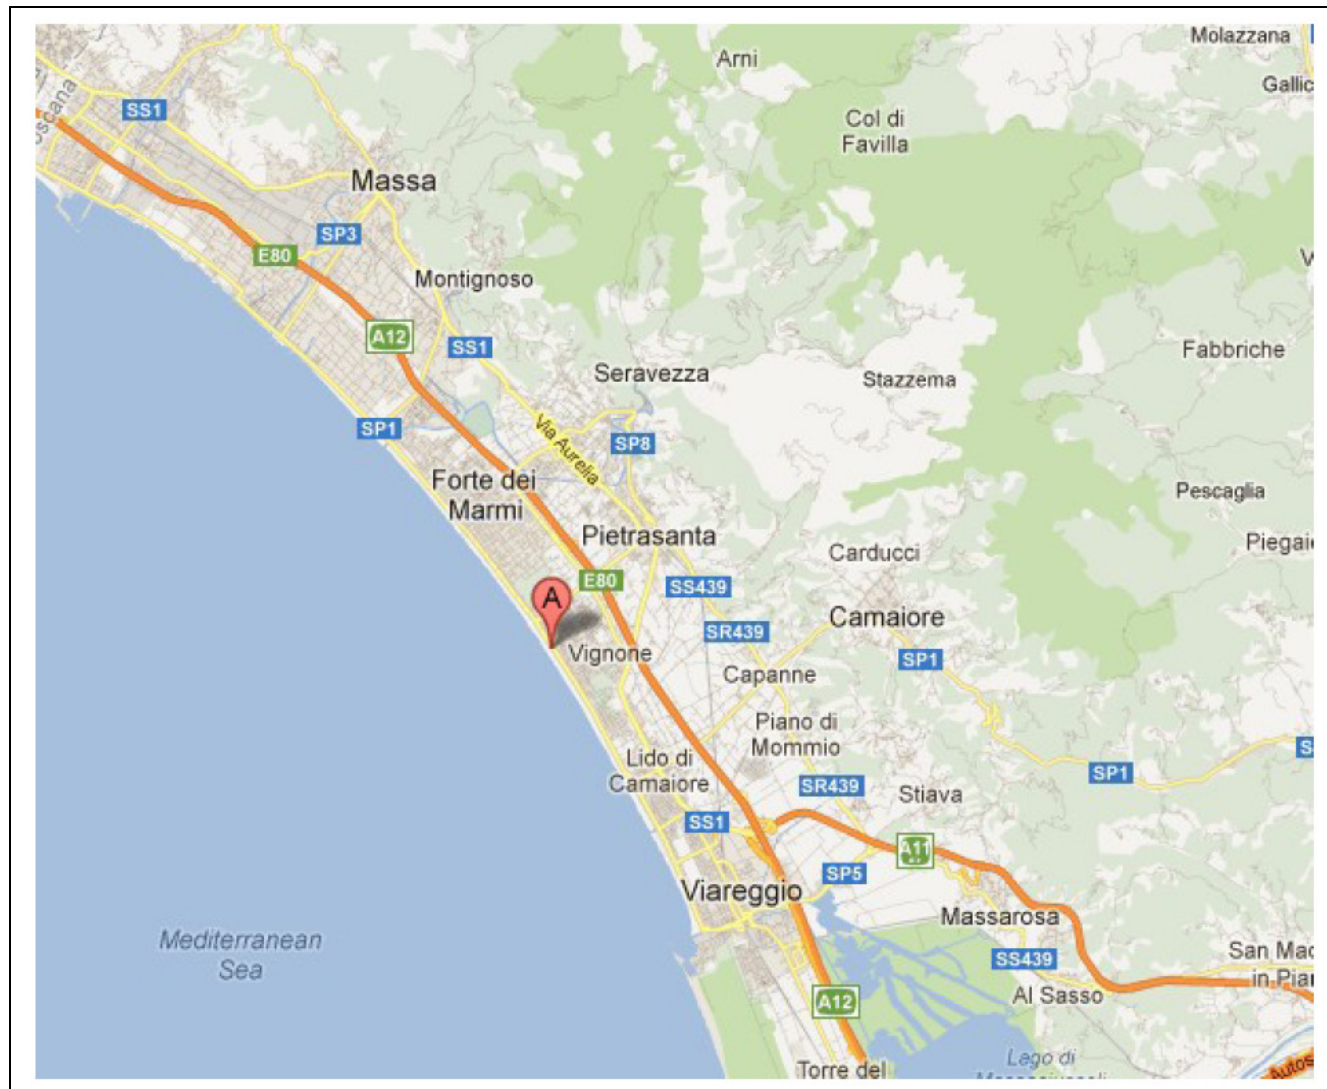 Molazzana
Arni
Gallic
SS1
oscana
Col di
Favilla
Massa
SP3
E80
Montignoso
A12
SS1
Fabbriche
Seravezza
Stazzema
SP1
Via Aurelia
SP8
Forte dei
Marmi
Pescaglia
Pietrasanta
Carducci
Piegai
E80
SS439
A
Camaiore
SR439
Vignone
SP1
Capanne
Piano di
Mommio
Lido di
Camaiore
SP1
SR439
Stiava
SS1
A11
SP5
Viareggio
Massarosa
Mediterranean
Sea
SS439
San Mac
in Pian
Al Sasso
A12
Lago di
Torre del
Autos